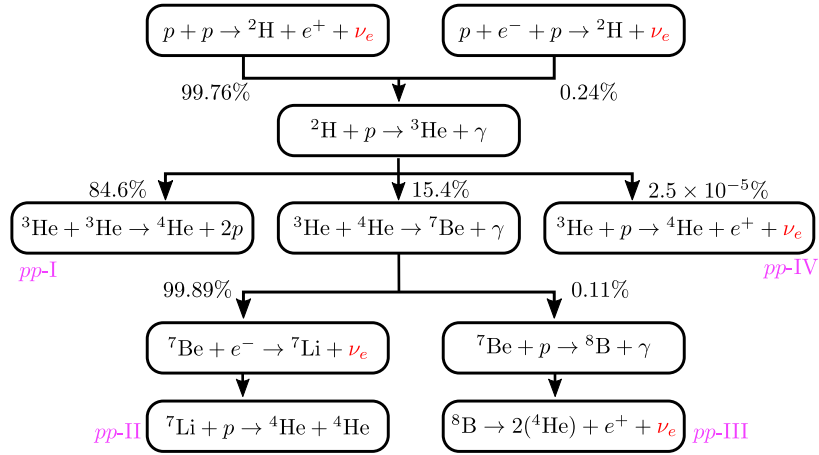 p + p → ²H + e⁺ + νₑ
p + e⁻ + p → ²H + νₑ
99.76%
0.24%
²H + p → ³He + γ
84.6%
15.4%
2.5 × 10⁻⁵%
³He + ³He → ⁴He + 2p
³He + ⁴He → ⁷Be + γ
³He + p → ⁴He + e⁺ + νₑ
pp-I
pp-IV
99.89%
0.11%
⁷Be + e⁻ → ⁷Li + νₑ
⁷Be + p → ⁸B + γ
⁷Li + p → ⁴He + ⁴He
⁸B → 2(⁴He) + e⁺ + νₑ
pp-II
pp-III